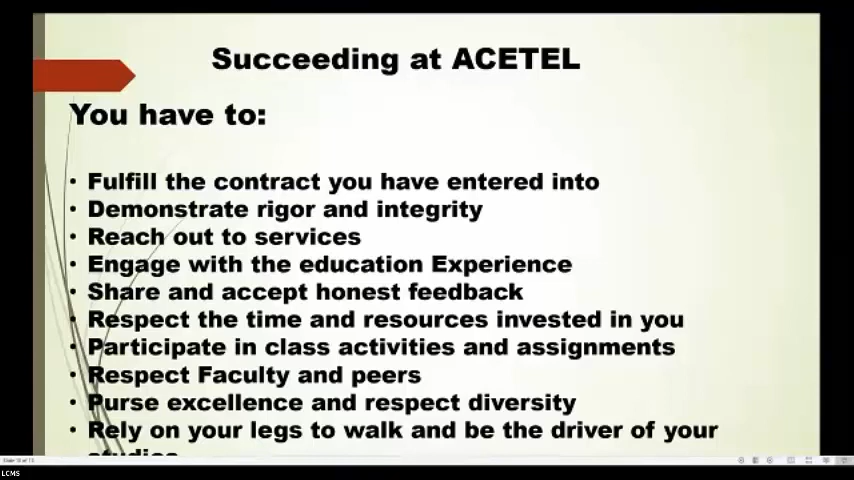 Succeeding at ACETEL
You have to:
• Fulfill the contract you have entered into
• Demonstrate rigor and integrity
• Reach out to services
• Engage with the education Experience
• Share and accept honest feedback
• Respect the time and resources invested in you
• Participate in class activities and assignments
• Respect Faculty and peers
• Purse excellence and respect diversity
• Rely on your legs to walk and be the driver of your
studies
LCMS